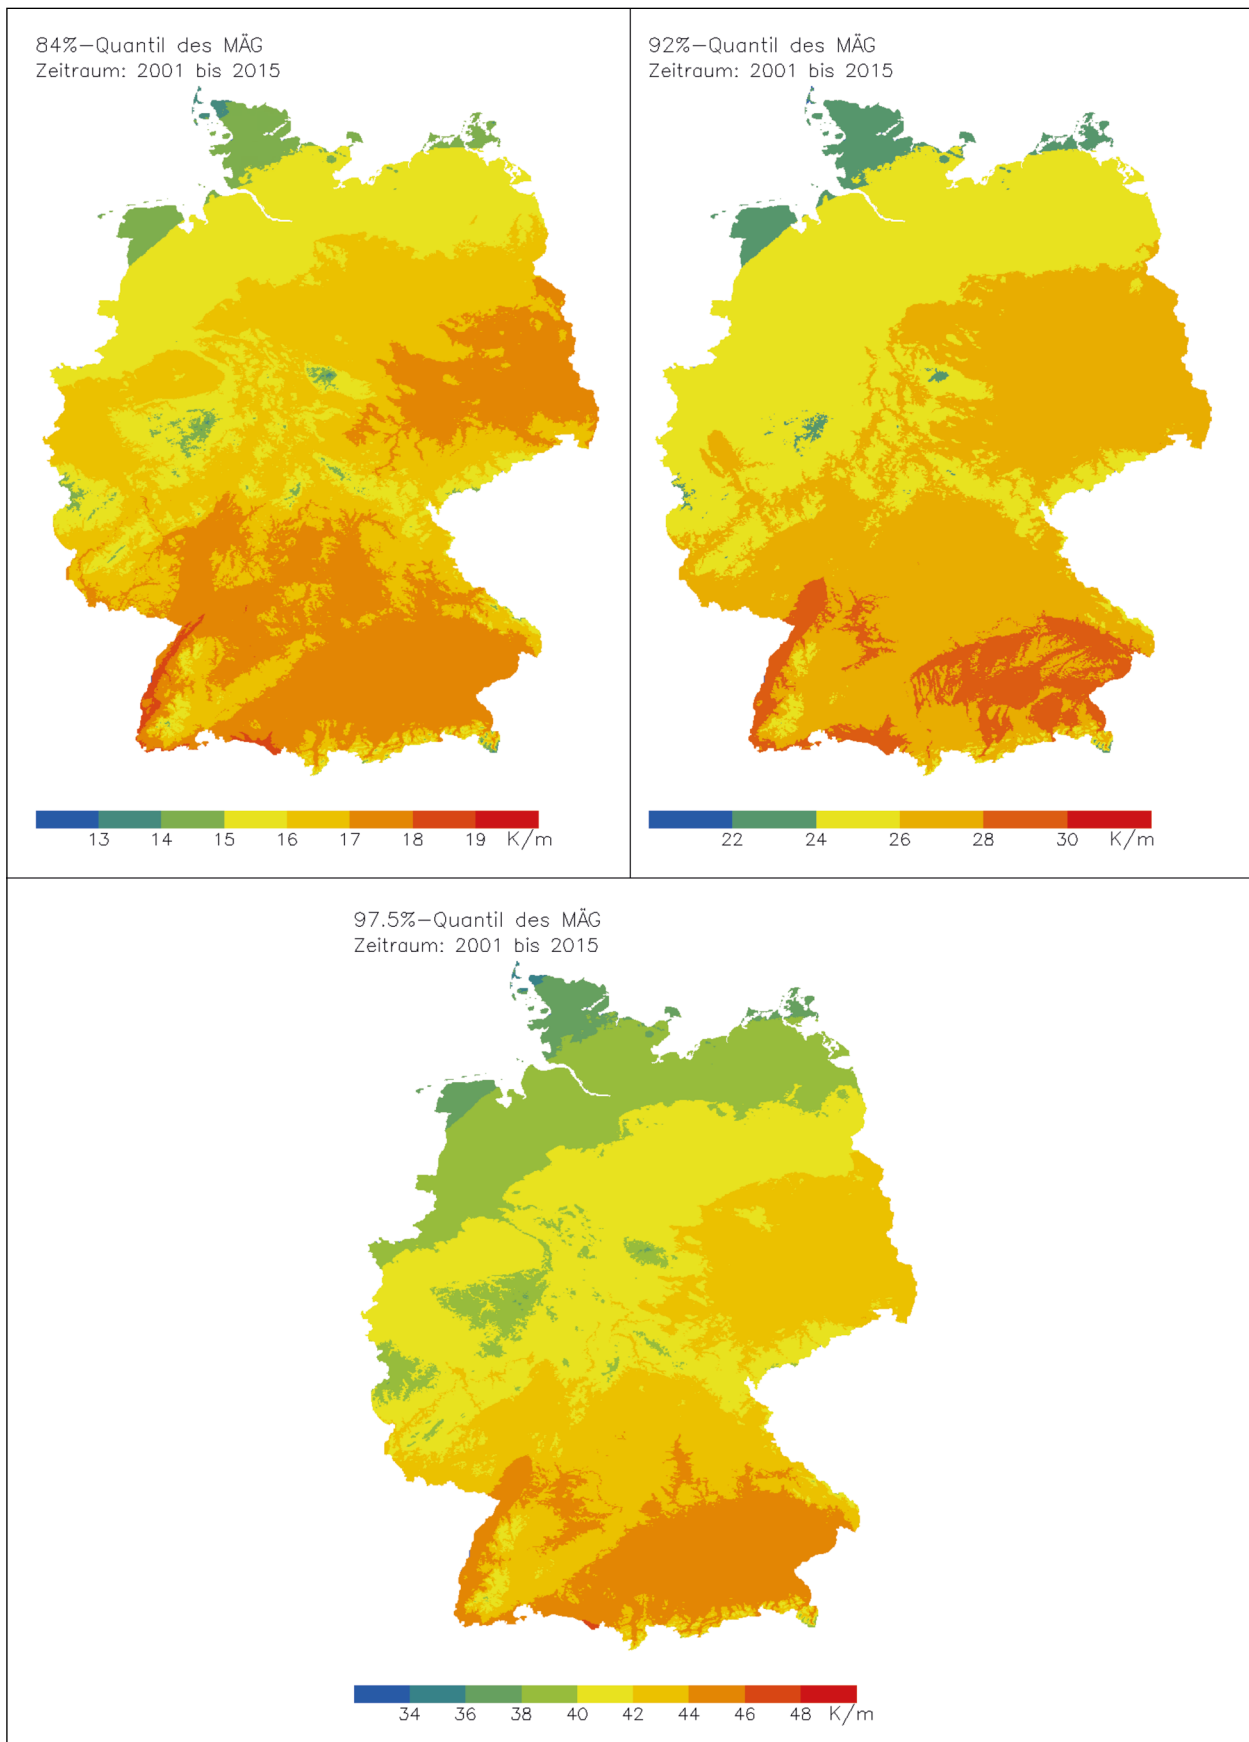 84%-Quantil des MÄG
Zeitraum: 2001 bis 2015
13 14 15 16 17 18 19 K/m
92%-Quantil des MÄG
Zeitraum: 2001 bis 2015
22 24 26 28 30 K/m
97.5%-Quantil des MÄG
Zeitraum: 2001 bis 2015
34 36 38 40 42 44 46 48 K/m